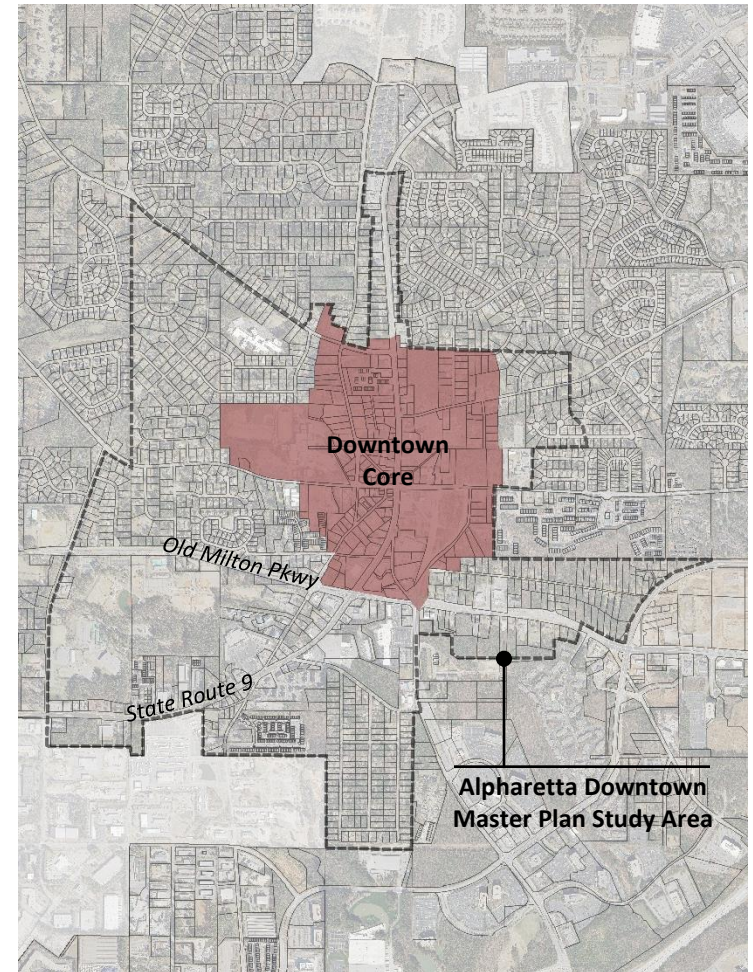 Downtown
Core
Old Milton Pkwy
State Route 9
Alpharetta Downtown
Master Plan Study Area